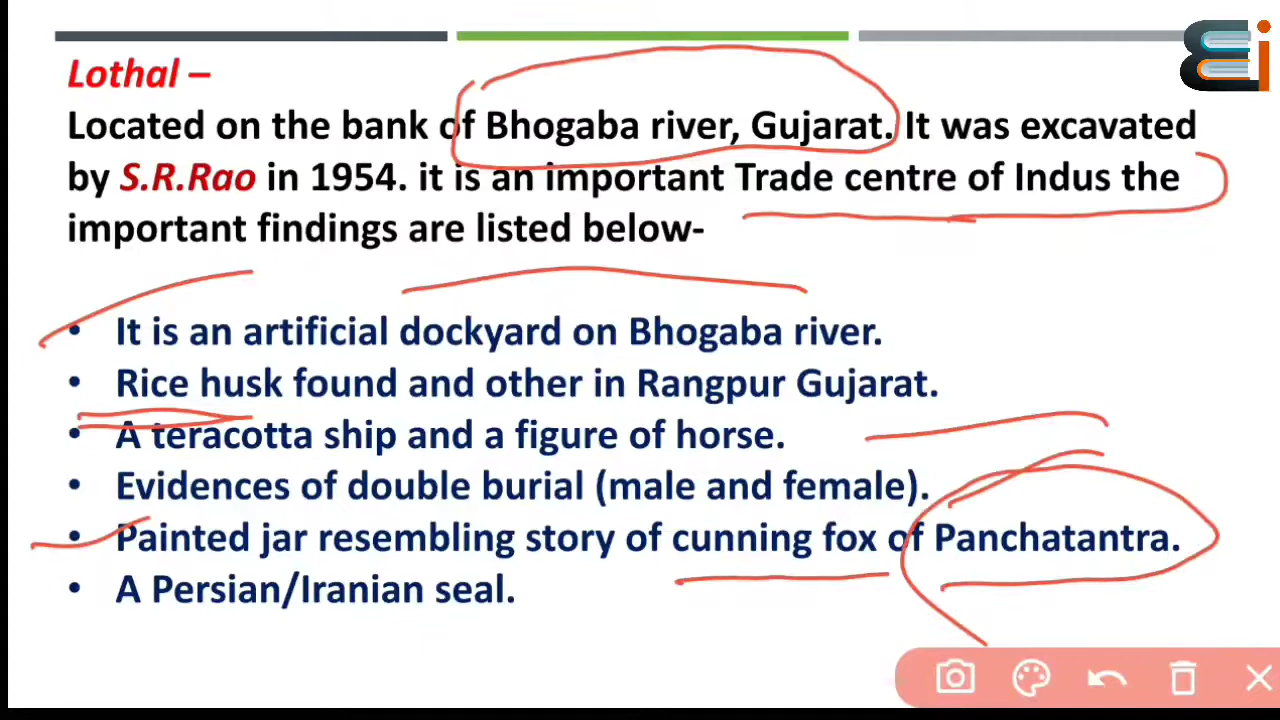 Lothal –
Located on the bank of Bhogaba river, Gujarat. It was excavated
by S.R.Rao in 1954. it is an important Trade centre of Indus the
important findings are listed below-
• It is an artificial dockyard on Bhogaba river.
• Rice husk found and other in Rangpur Gujarat.
• A teracotta ship and a figure of horse.
• Evidences of double burial (male and female).
• Painted jar resembling story of cunning fox of Panchatantra.
• A Persian/Iranian seal.